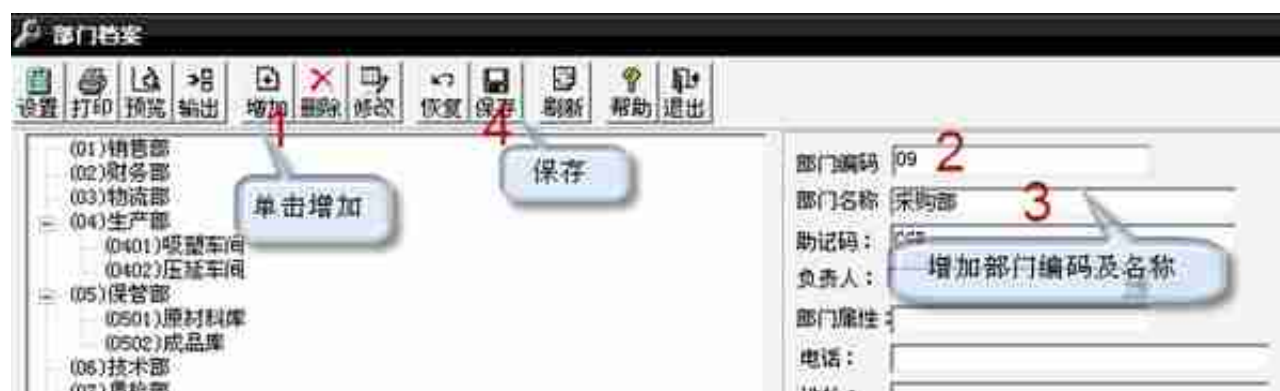 部门档案
设置 打印 预览 输出 增加 删除 修改 恢复 保存 刷新 帮助 退出
1
4
保存
单击增加
(01)销售部
(02)财务部
(03)物流部
(04)生产部
(0401)吸塑车间
(0402)压延车间
(05)保管部
(0501)原材料库
(0502)成品库
(06)技术部
部门编码 09 2
部门名称 采购部 3
助记码：
增加部门编码及名称
负责人：
部门属性：
电话：